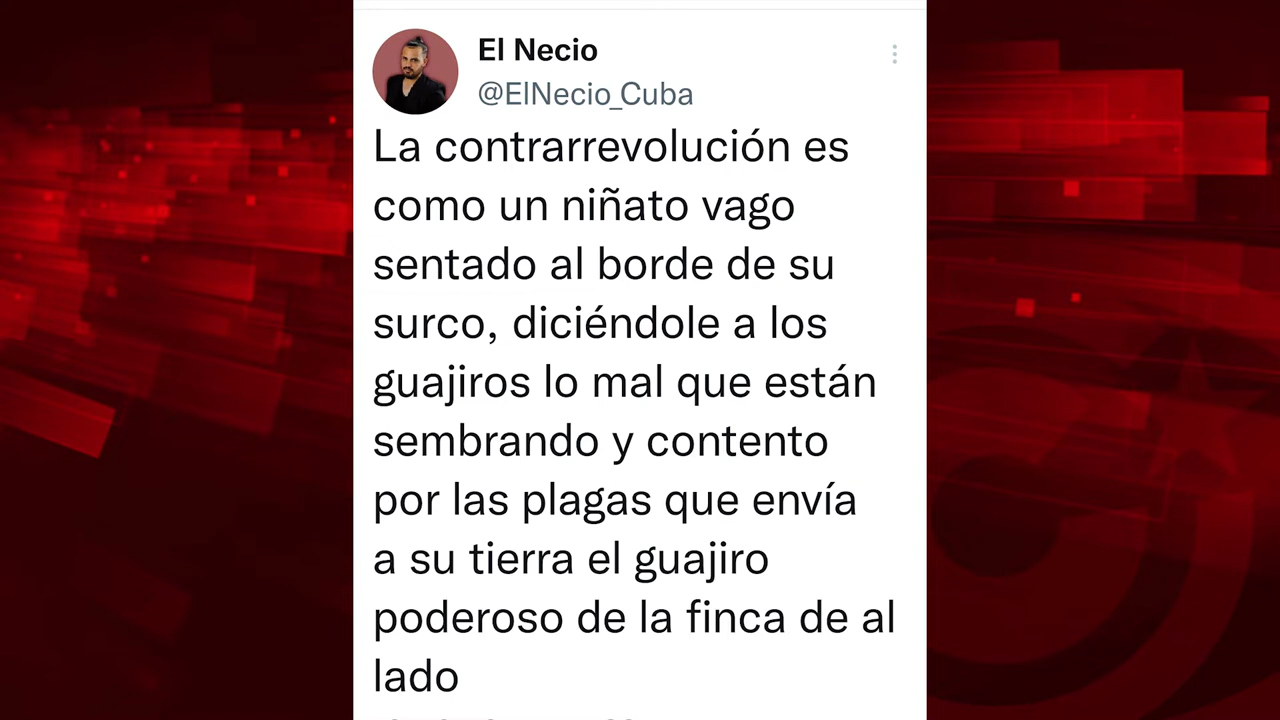 El Necio
@ElNecio_Cuba
La contrarrevolución es
como un niñato vago
sentado al borde de su
surco, diciéndole a los
guajiros lo mal que están
sembrando y contento
por las plagas que envía
a su tierra el guajiro
poderoso de la finca de al
lado